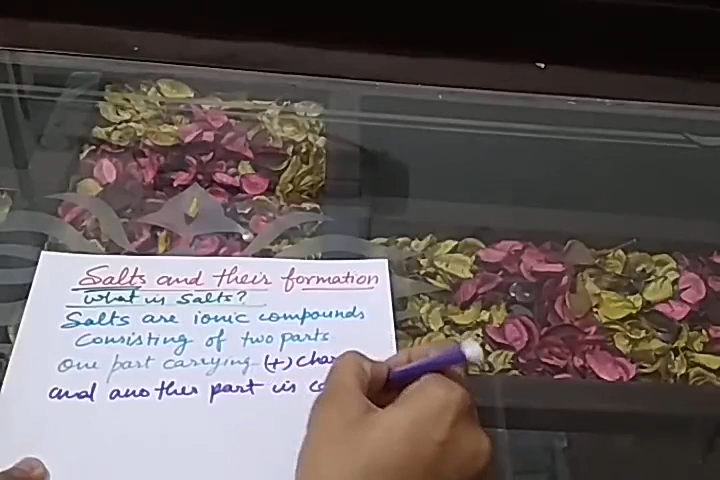 Salts and their formation
What is Salts?
Salts are ionic compounds
Consisting of two parts
One part carrying (+)
and another part is